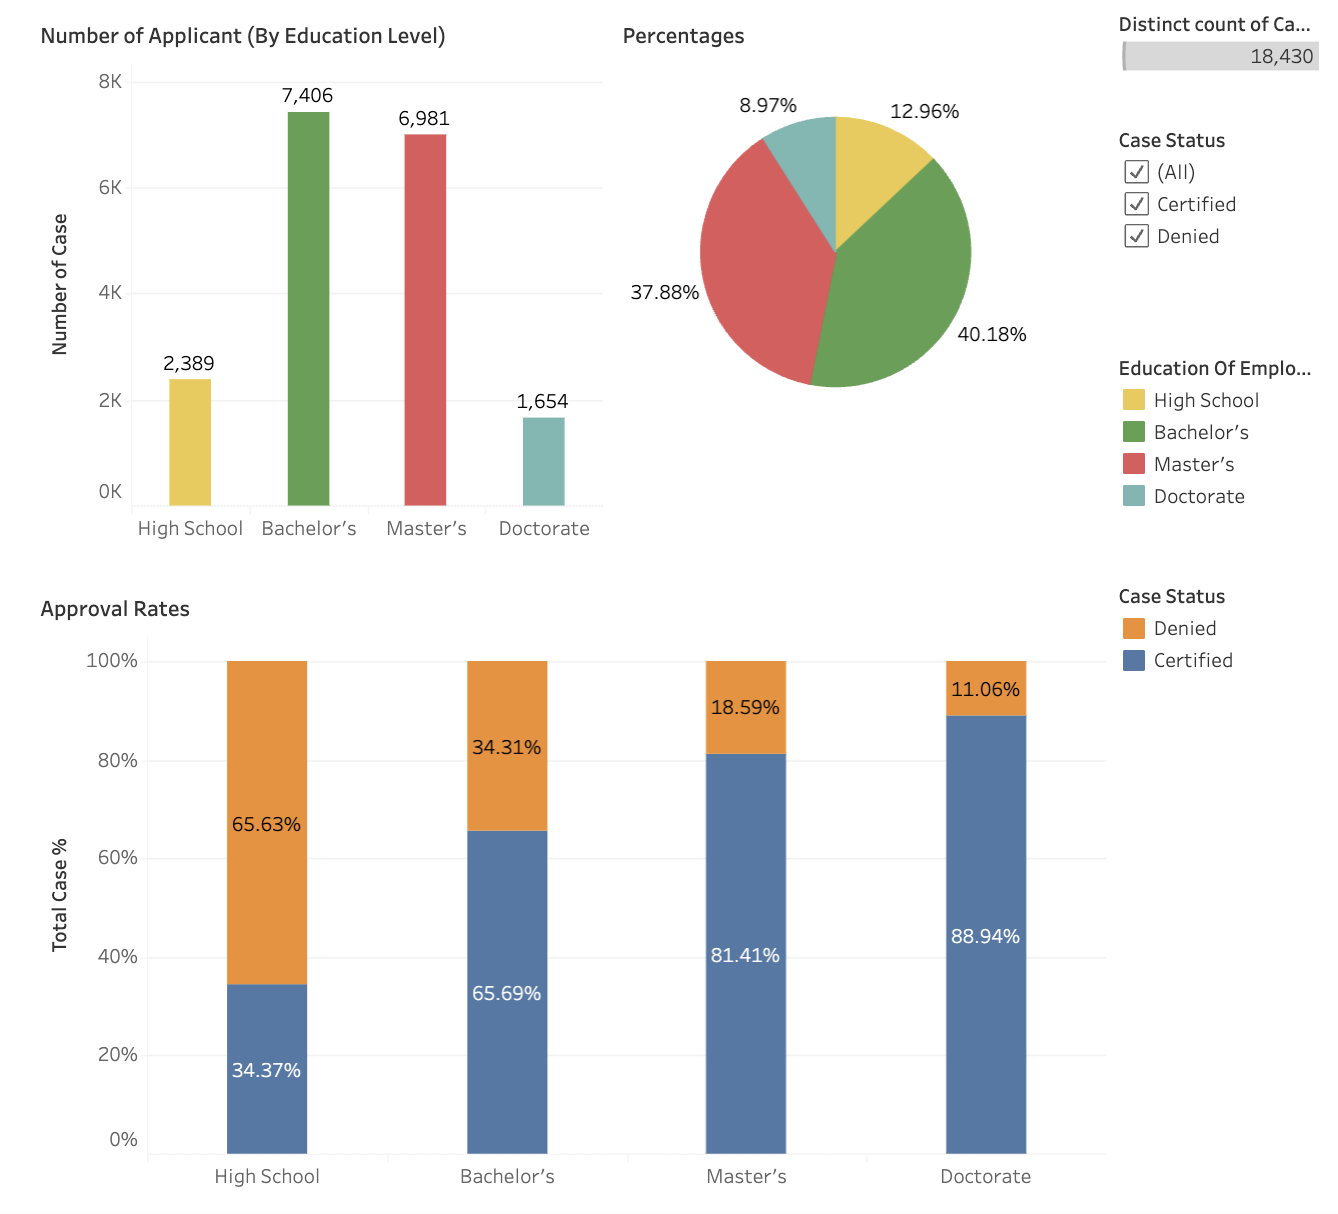 Number of Applicant (By Education Level)
8K
6K
4K
2K
0K
Number of Case
2,389
7,406
6,981
1,654
High School
Bachelor's
Master's
Doctorate
Percentages
8.97%
12.96%
37.88%
40.18%
Distinct count of Ca...
18,430
Case Status
(All)
Certified
Denied
Education Of Emplo...
High School
Bachelor's
Master's
Doctorate
Approval Rates
100%
80%
60%
40%
20%
0%
Total Case %
65.63%
34.37%
34.31%
65.69%
18.59%
81.41%
11.06%
88.94%
High School
Bachelor's
Master's
Doctorate
Case Status
Denied
Certified